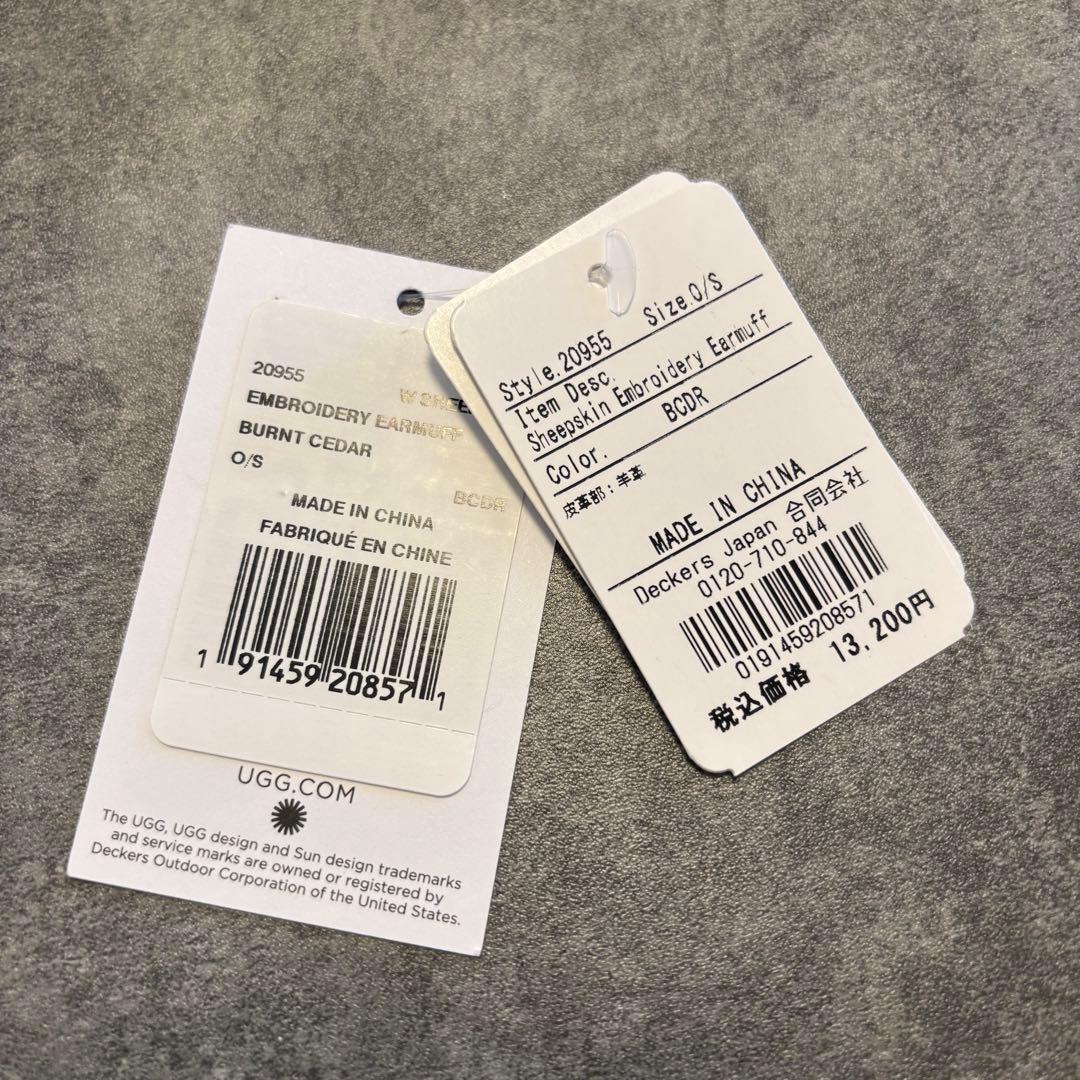 20955
W SHEE
EMBROIDERY EARMUFF
BURNT CEDAR
O/S
BCDR
MADE IN CHINA
FABRIQUÉ EN CHINE
1 91459 20857 1
UGG.COM
The UGG, UGG design and Sun design trademarks
and service marks are owned or registered by
Deckers Outdoor Corporation of the United States.
Style.20955 Size.O/S
Item Desc.
Sheepskin Embroidery Earmuff
Color. BCDR
皮革部：羊革
MADE IN CHINA
Deckers Japan 合同会社
0120-710-844
0191459208571
税込価格 13,200円